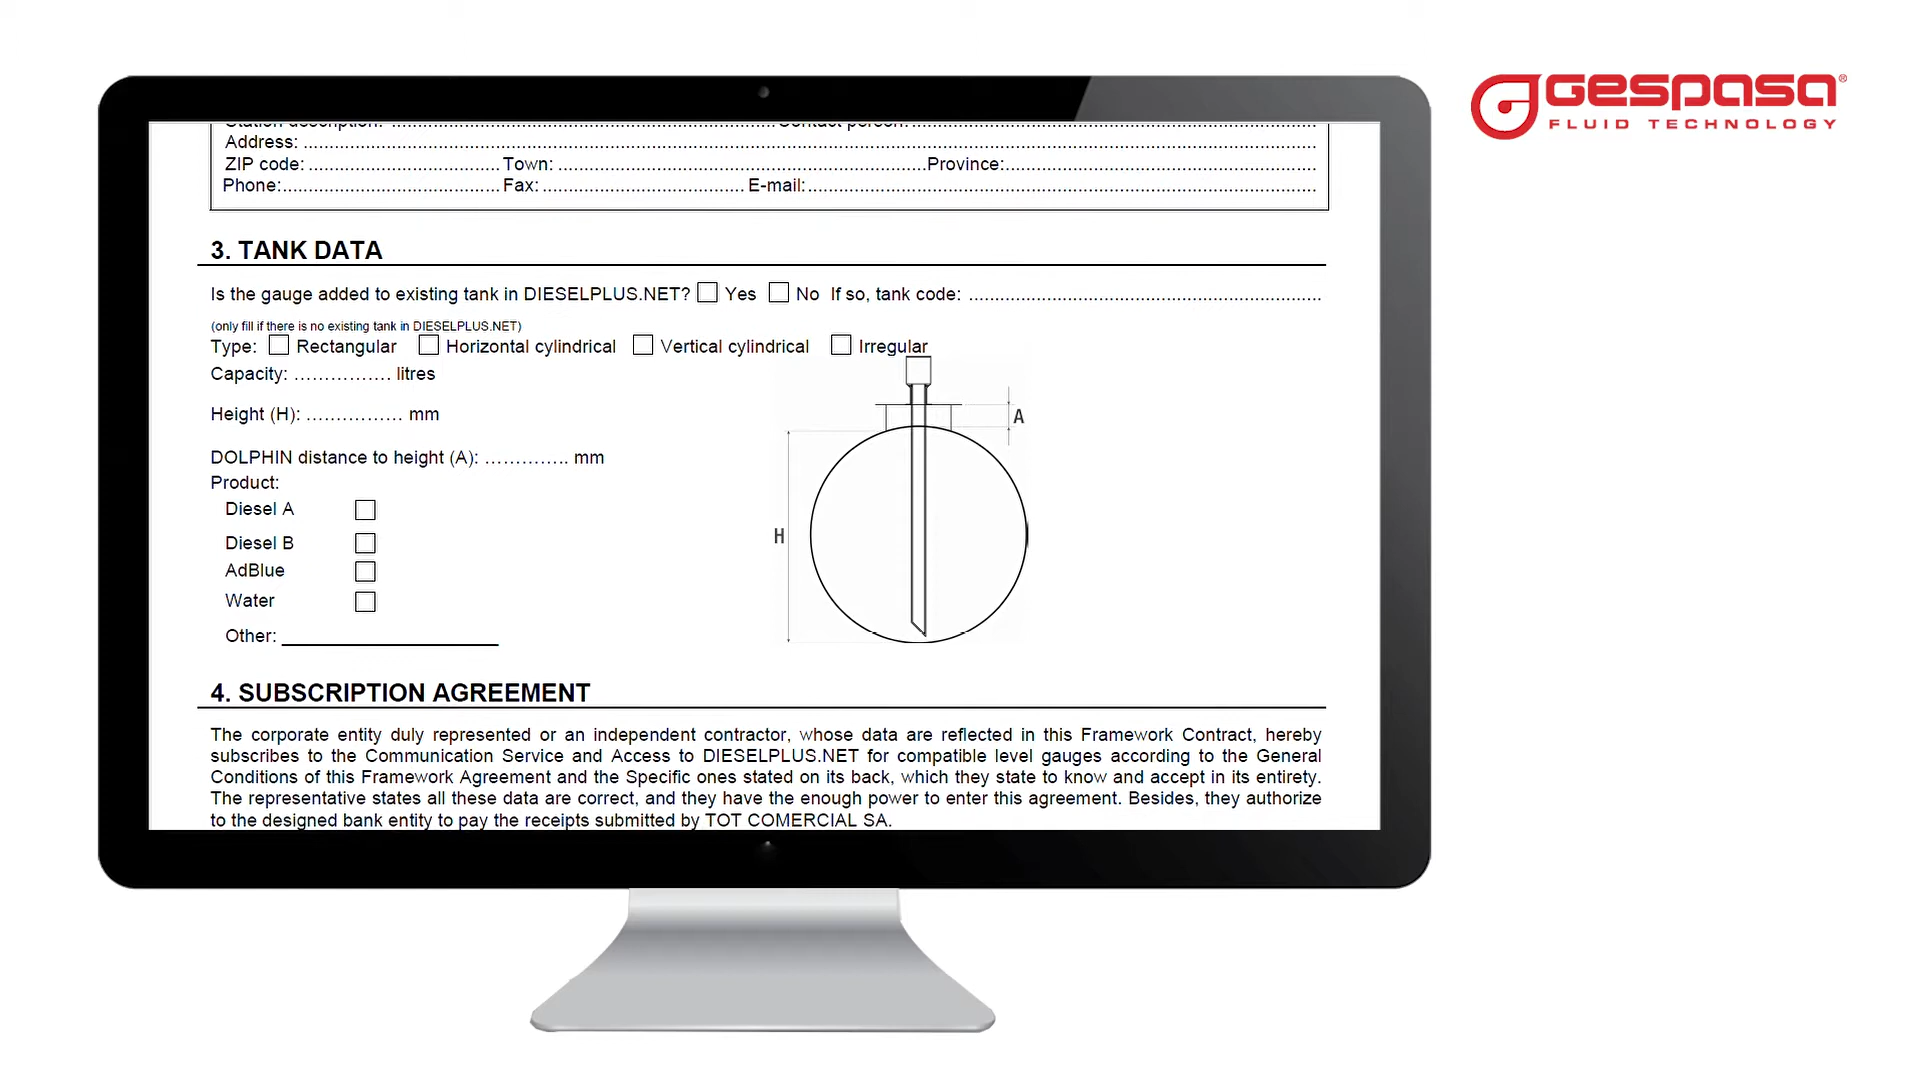 GESPASA®
FLUID TECHNOLOGY
Station description: ........ Contact person: ........
Address: ........
ZIP code: ........ Town: ........ Province: ........
Phone: ........ Fax: ........ E-mail: ........
3. TANK DATA
Is the gauge added to existing tank in DIESELPLUS.NET? Yes No If so, tank code: ........
(only fill if there is no existing tank in DIESELPLUS.NET)
Type: Rectangular Horizontal cylindrical Vertical cylindrical Irregular
Capacity: ................ litres
Height (H): ................ mm
A
DOLPHIN distance to height (A): .............. mm
Product:
Diesel A
H
Diesel B
AdBlue
Water
Other: ________
4. SUBSCRIPTION AGREEMENT
The corporate entity duly represented or an independent contractor, whose data are reflected in this Framework Contract, hereby
subscribes to the Communication Service and Access to DIESELPLUS.NET for compatible level gauges according to the General
Conditions of this Framework Agreement and the Specific ones stated on its back, which they state to know and accept in its entirety.
The representative states all these data are correct, and they have the enough power to enter this agreement. Besides, they authorize
to the designed bank entity to pay the receipts submitted by TOT COMERCIAL SA.